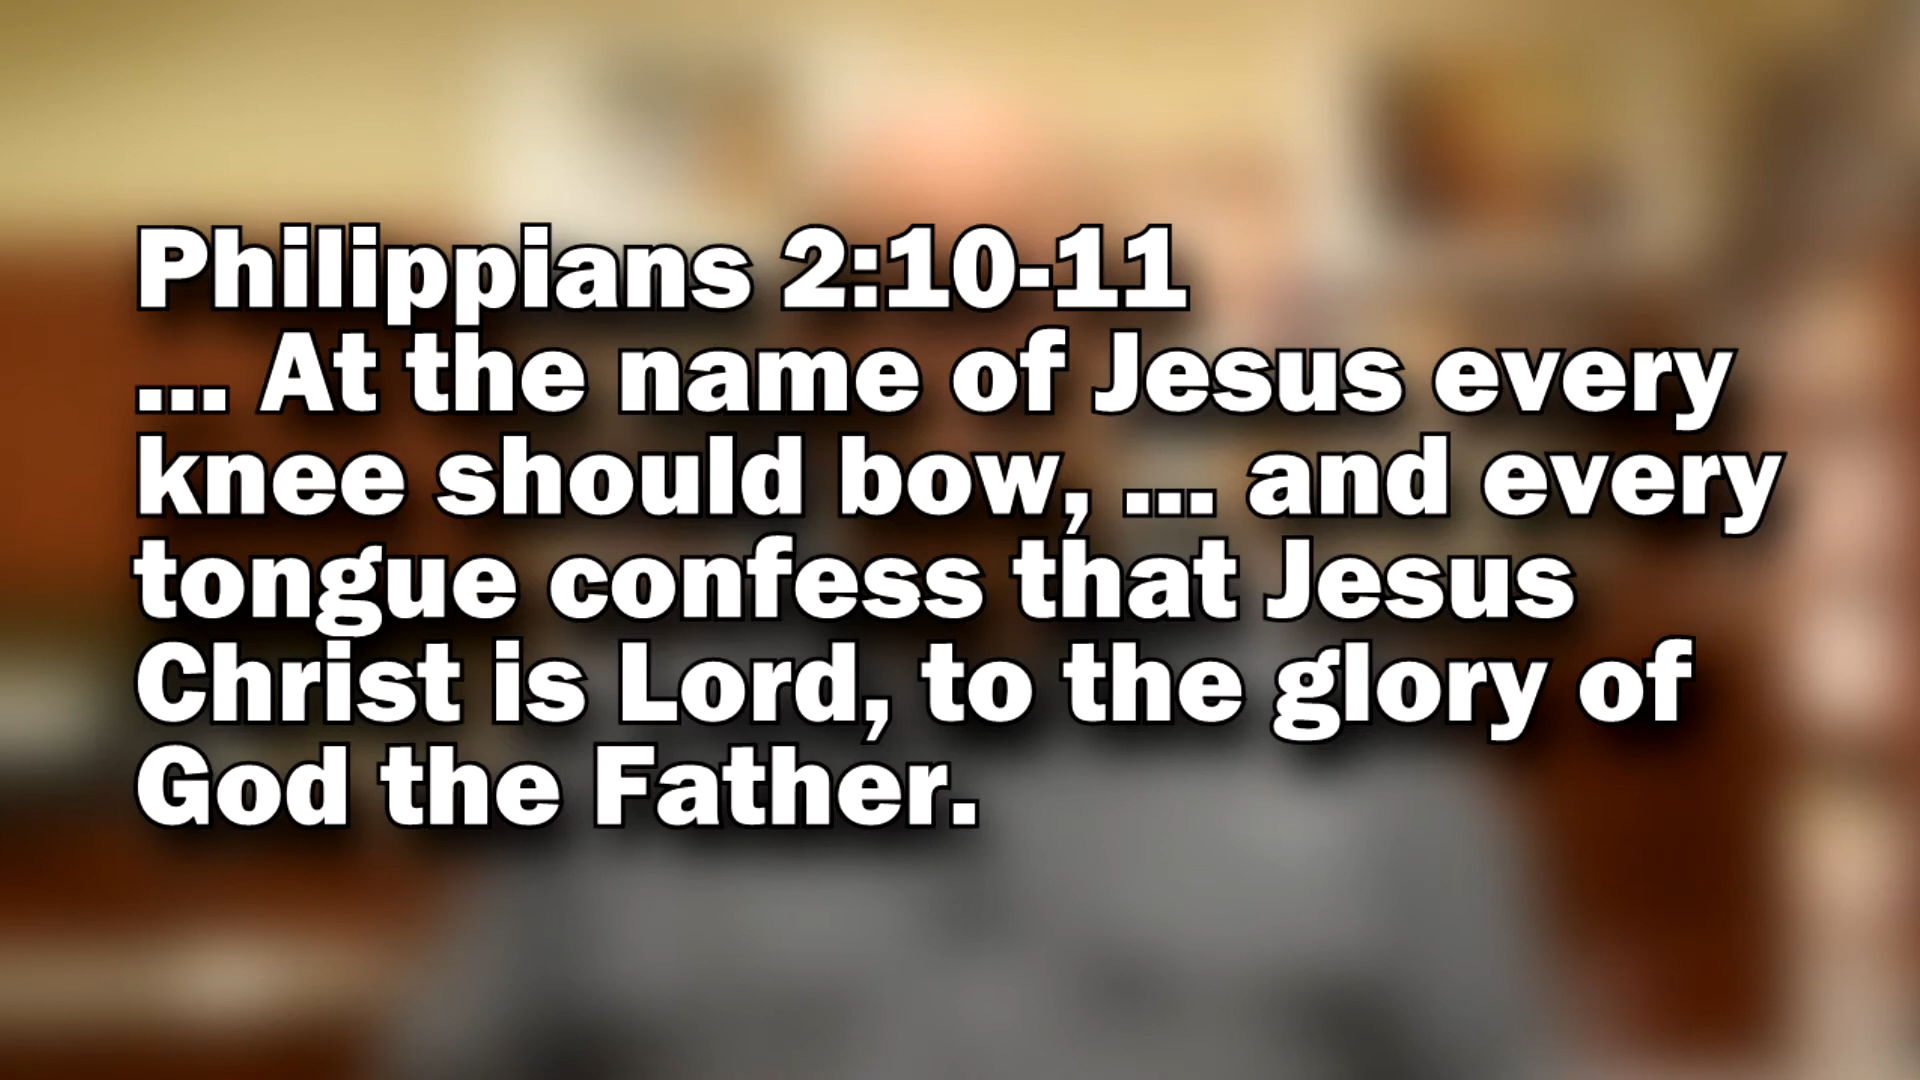 Philippians 2:10-11
... At the name of Jesus every
knee should bow, ... and every
tongue confess that Jesus
Christ is Lord, to the glory of
God the Father.